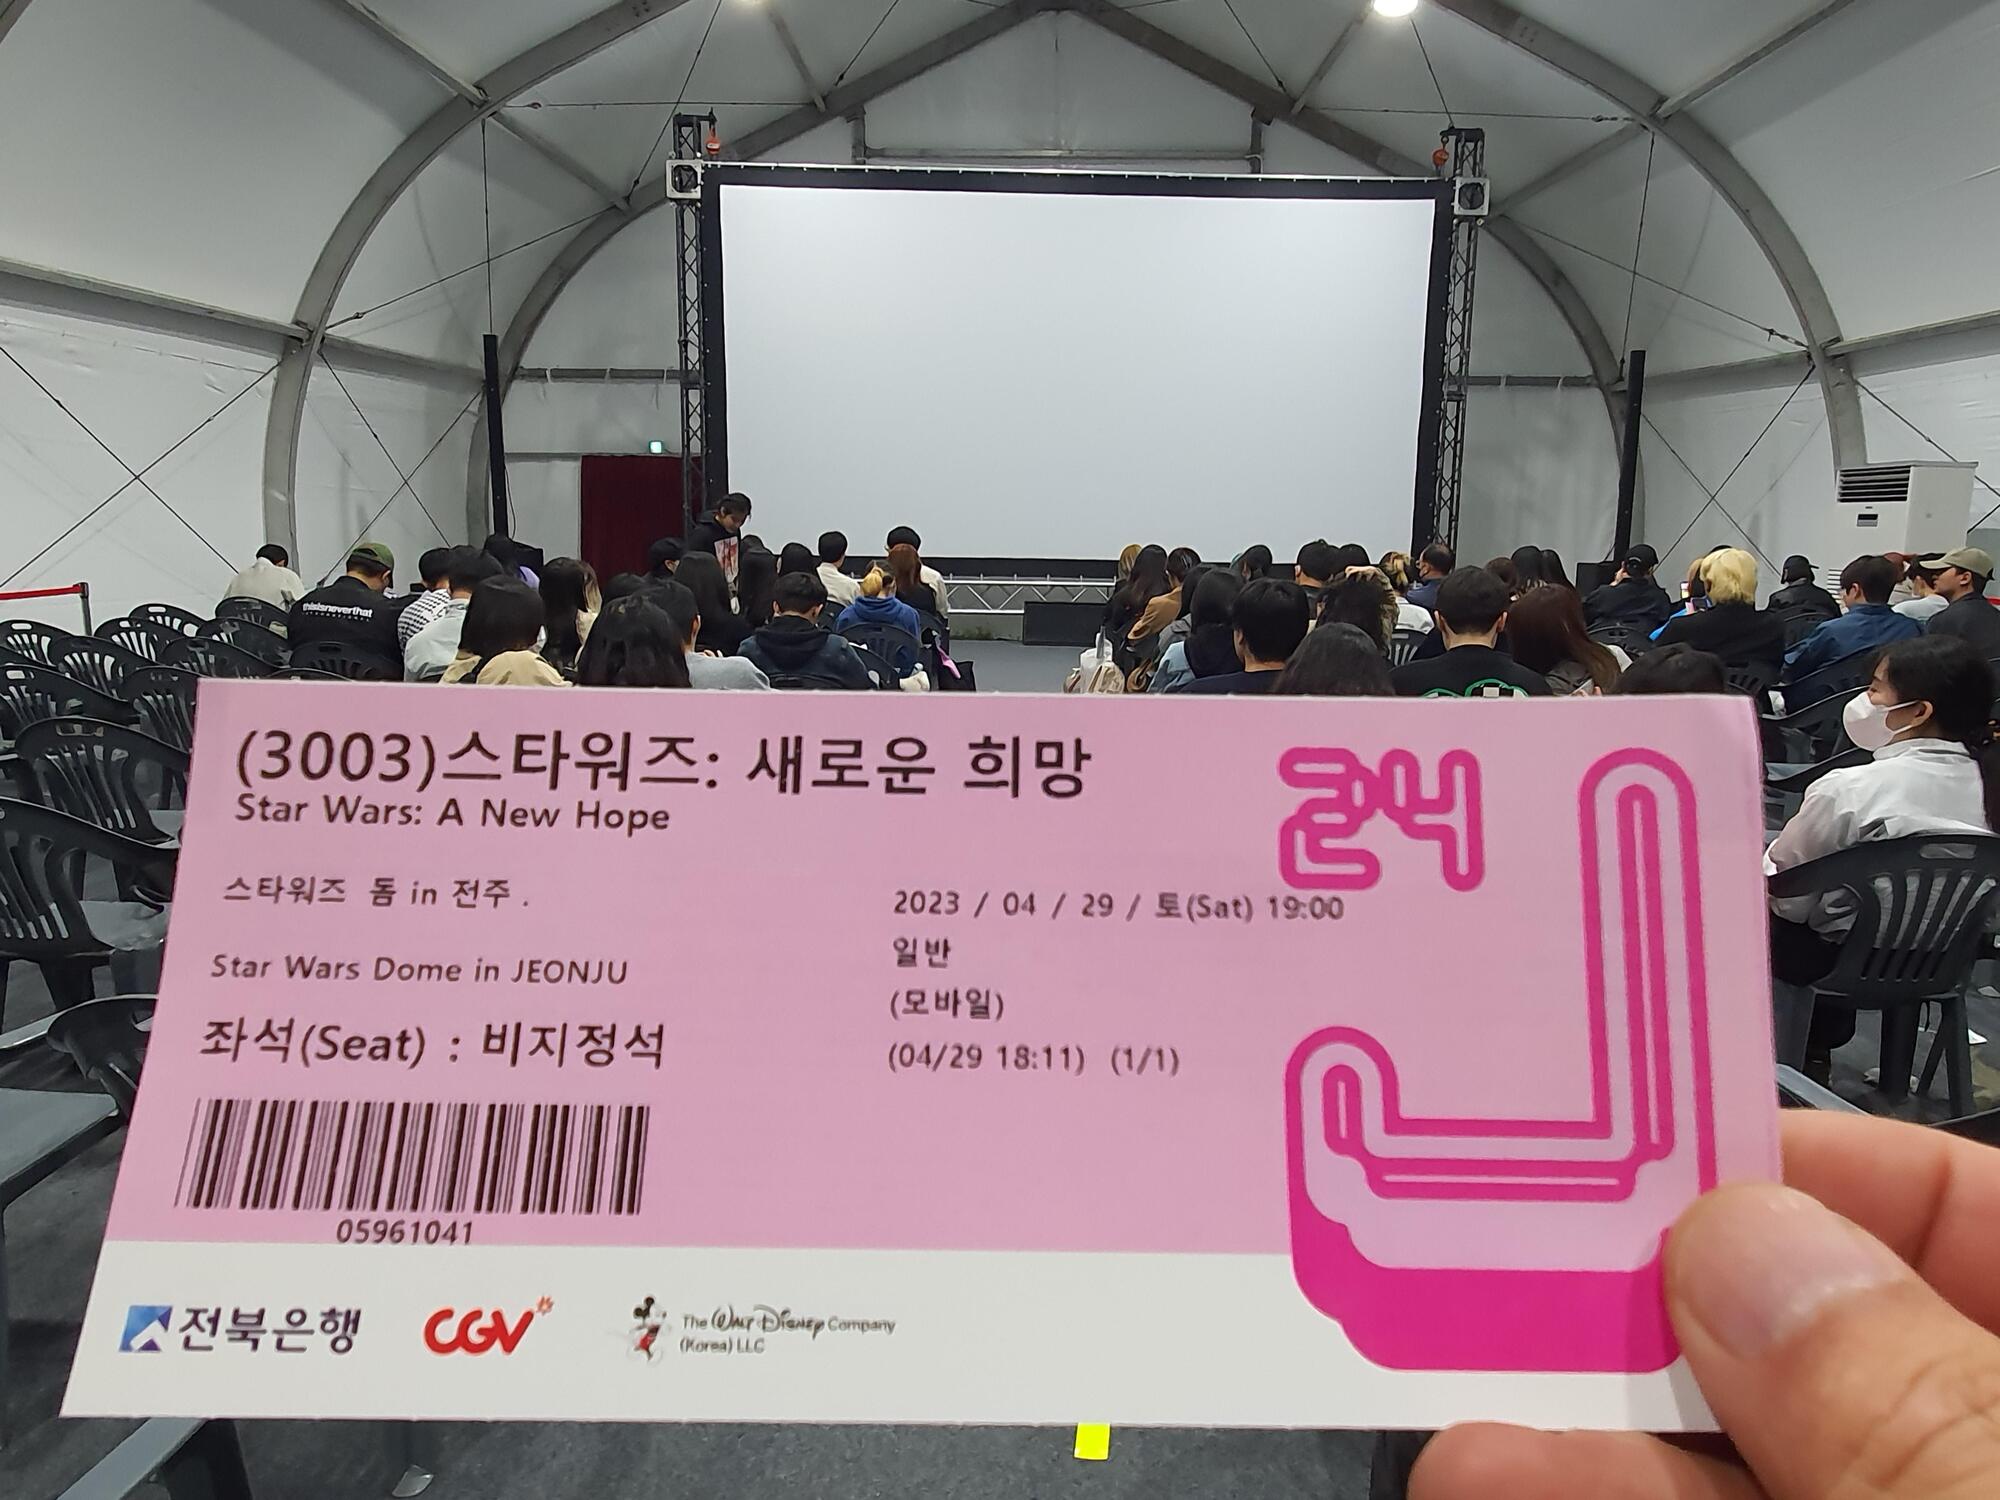 thisisneverthat
(3003)스타워즈: 새로운 희망
Star Wars: A New Hope
24
스타워즈 돔 in 전주 .
Star Wars Dome in JEONJU
좌석(Seat) : 비지정석
2023 / 04 / 29 / 토(Sat) 19:00
일반
(모바일)
(04/29 18:11) (1/1)
05961041
전북은행
CGV
The WALT DISNEY Company
(Korea) LLC